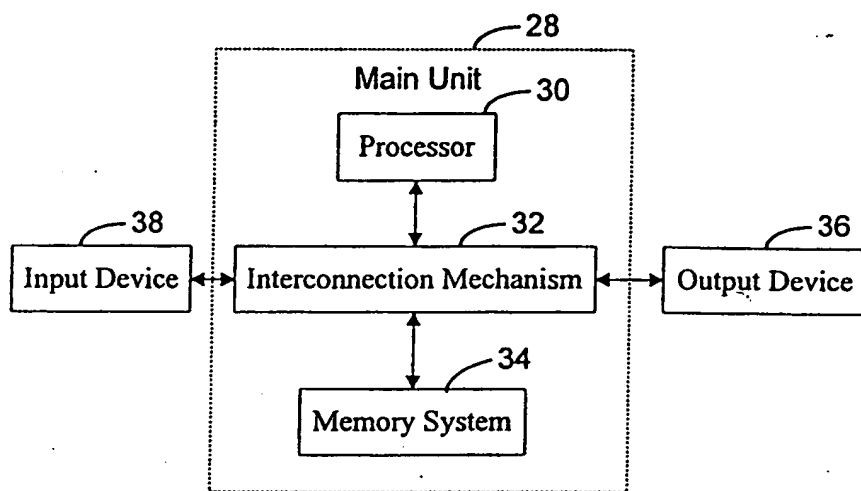 28
Main Unit
30
Processor
38
32
36
Input Device
Interconnection Mechanism
Output Device
34
Memory System